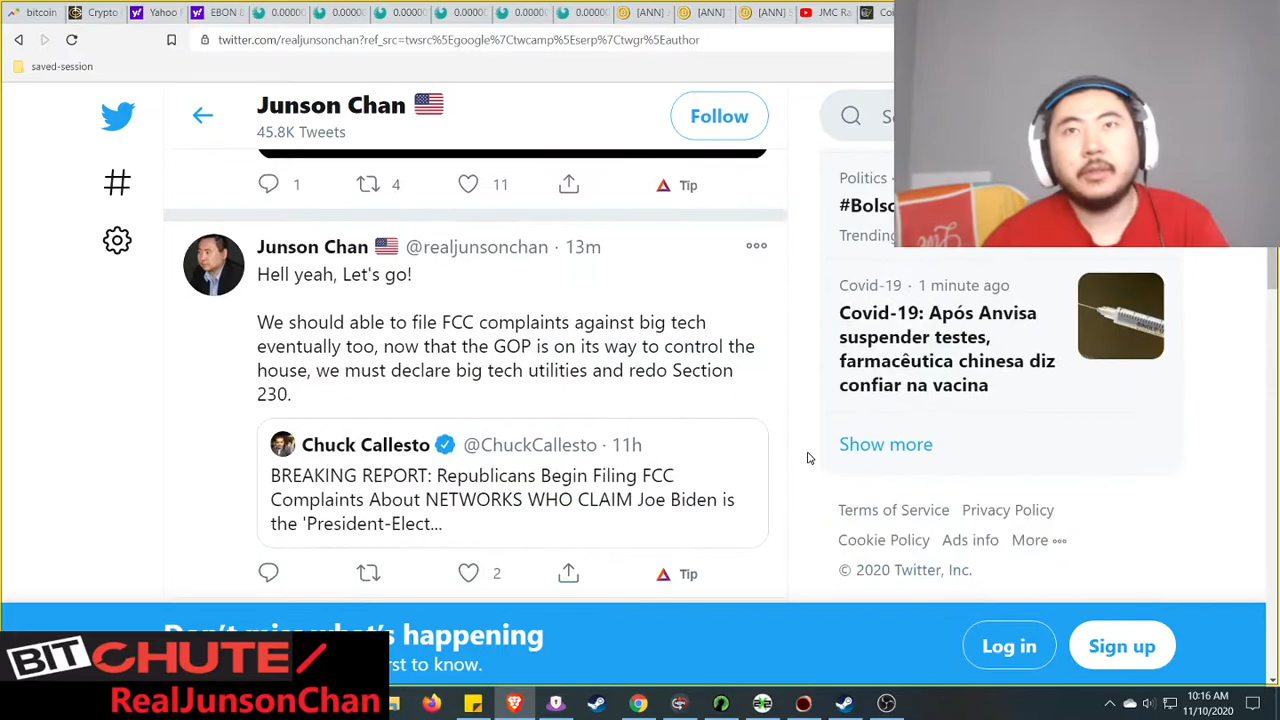 bitcoin
Crypto
Yahoo F
EBON 8
0.0000
0.0000
0.0000
0.0000
0.0000
0.0000
[ANN]
[ANN]
[ANN]
JMC Ra
Coi
twitter.com/realjunsonchan?ref_src=twsrc%5Egoogle%7Ctwcamp%5Eserp%7Ctwgr%5Eauthor
saved-session
Junson Chan
45.8K Tweets
Follow
1
4
11
Tip
Junson Chan @realjunsonchan · 13m
Hell yeah, Let's go!
We should able to file FCC complaints against big tech
eventually too, now that the GOP is on its way to control the
house, we must declare big tech utilities and redo Section
230.
Chuck Callesto @ChuckCallesto · 11h
BREAKING REPORT: Republicans Begin Filing FCC
Complaints About NETWORKS WHO CLAIM Joe Biden is
the 'President-Elect...
2
Tip
Politics
#Bolso
Trending
Covid-19 · 1 minute ago
Covid-19: Após Anvisa
suspender testes,
farmacêutica chinesa diz
confiar na vacina
Show more
Terms of Service Privacy Policy
Cookie Policy Ads info More
© 2020 Twitter, Inc.
Don't miss what's happening
rst to know.
Log in
Sign up
BITCHUTE
RealJunsonChan
10:16 AM
11/10/2020